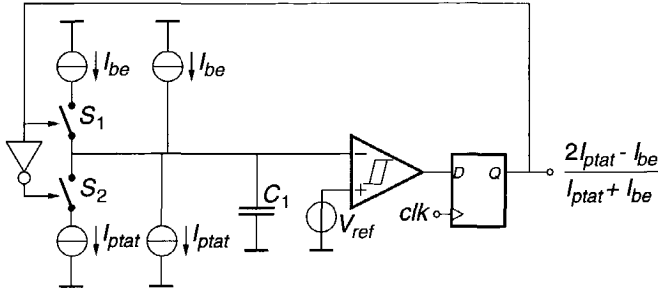 I_be
I_be
S_1
S_2
I_ptat
I_ptat
C_1
−
+
V_ref
D Q
clk
2I_ptat - I_be
I_ptat + I_be